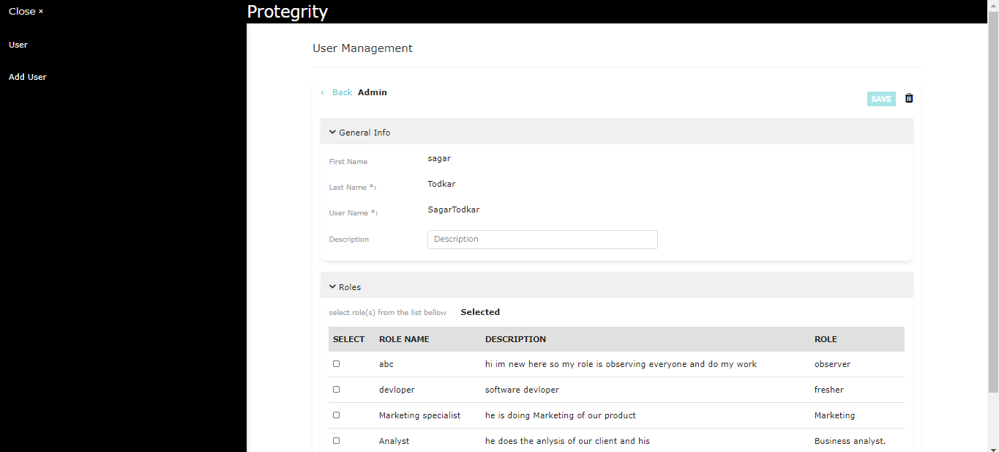 Close ×
Protegrity
User
Add User
User Management
‹ Back Admin
SAVE
General Info
First Name sagar
Last Name *: Todkar
User Name *: SagarTodkar
Description Description
Roles
select role(s) from the list bellow Selected
SELECT ROLE NAME DESCRIPTION ROLE
abc hi im new here so my role is observing everyone and do my work observer
devloper software devloper fresher
Marketing specialist he is doing Marketing of our product Marketing
Analyst he does the anlysis of our client and his Business analyst.